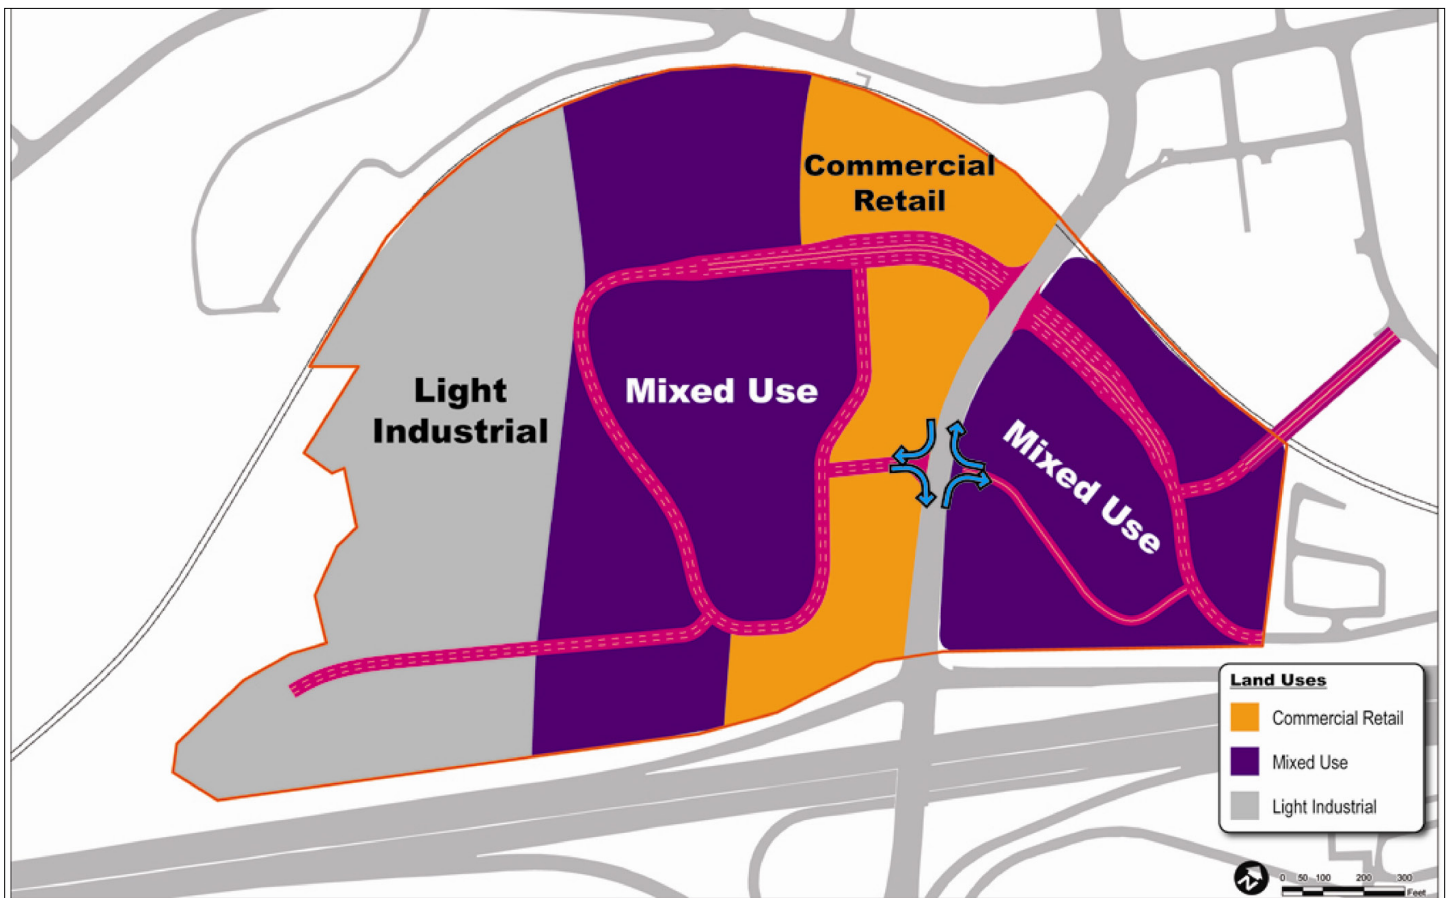 Commercial
Retail
Light
Industrial
Mixed Use
Mixed Use
Land Uses
Commercial Retail
Mixed Use
Light Industrial
N
0 50 100 200 300
Feet